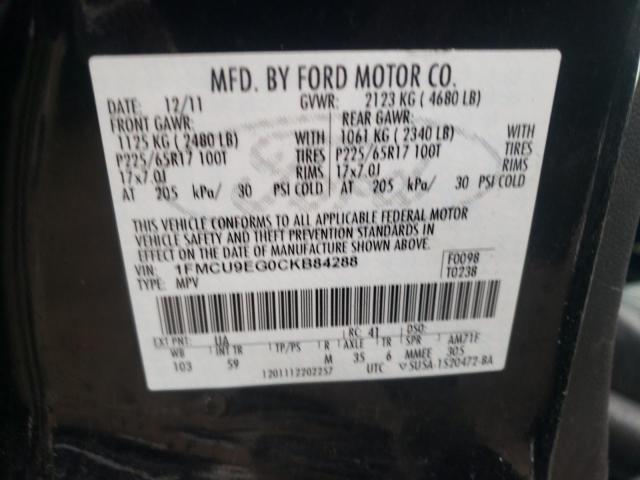 MFD. BY FORD MOTOR CO.
DATE: 12/11 GVWR: 2123 KG ( 4680 LB)
FRONT GAWR: REAR GAWR:
1125 KG ( 2480 LB) WITH 1061 KG ( 2340 LB) WITH
P225/65R17 100T TIRES P225/65R17 100T TIRES
17x7.0J RIMS 17x7.0J RIMS
AT 205 kPa/ 30 PSI COLD AT 205 kPa/ 30 PSI COLD
THIS VEHICLE CONFORMS TO ALL APPLICABLE FEDERAL MOTOR
VEHICLE SAFETY AND THEFT PREVENTION STANDARDS IN
EFFECT ON THE DATE OF MANUFACTURE SHOWN ABOVE.
VIN: 1FMCU9EG0CKB84288 F0098
TYPE: MPV T0238
EXT PNT: UA RC: 41 DSO:
WB INT TR TP/PS R AXLE TR SPR AM71F
103 59 M 35 6 MMEE 305
1201112202257 UTC SUSA-1520472-BA